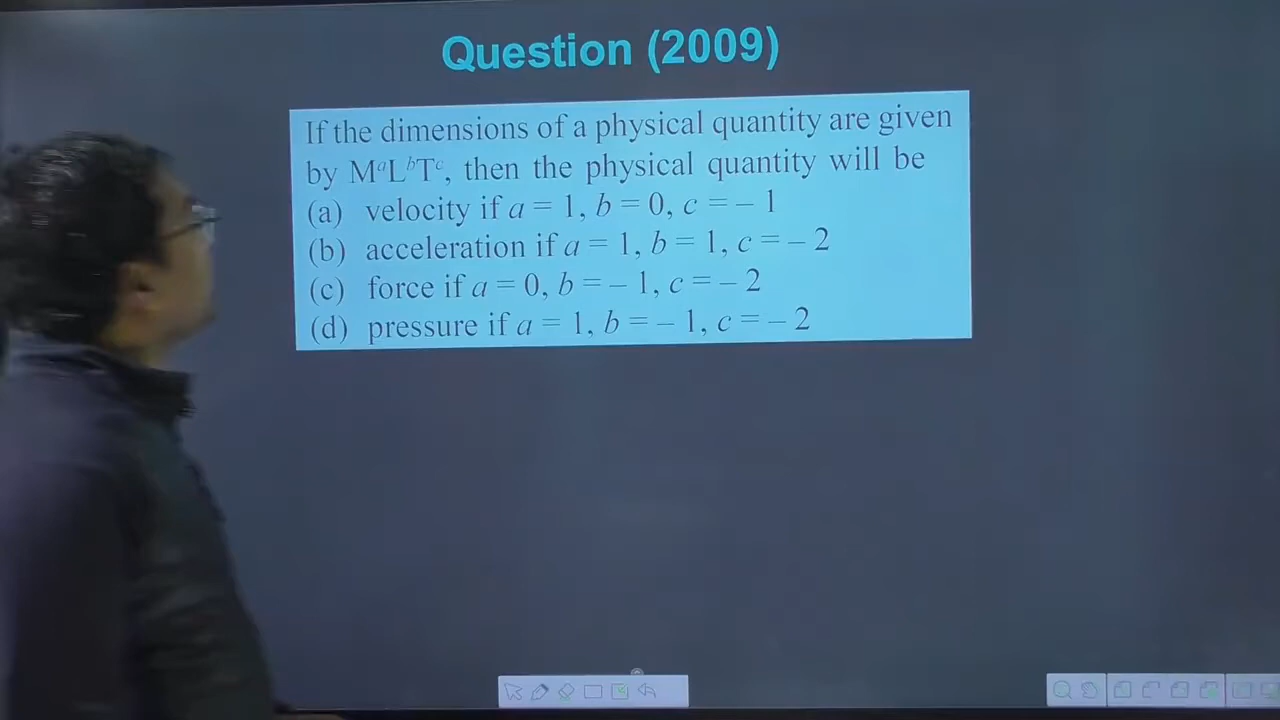 Question (2009)
If the dimensions of a physical quantity are given
by MᵃLᵇTᶜ, then the physical quantity will be
(a) velocity if a = 1, b = 0, c = – 1
(b) acceleration if a = 1, b = 1, c = – 2
(c) force if a = 0, b = – 1, c = – 2
(d) pressure if a = 1, b = – 1, c = – 2